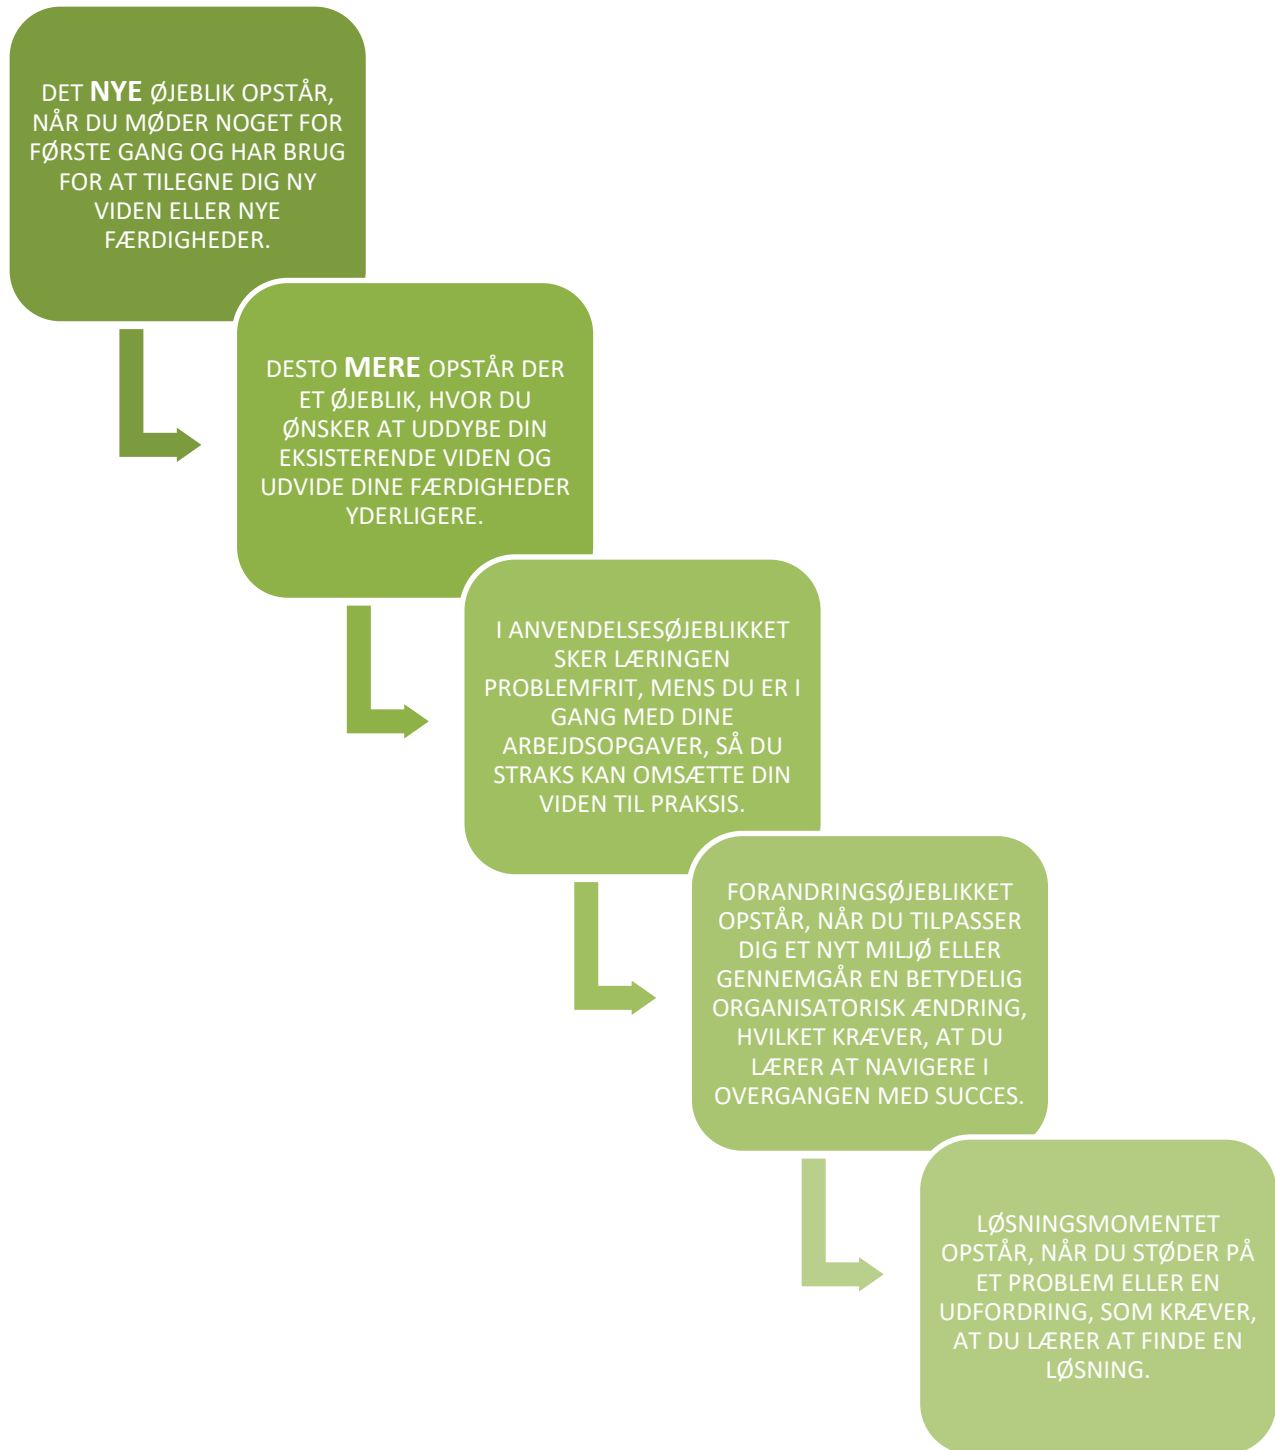 DET NYE ØJEBLIK OPSTÅR,
NÅR DU MØDER NOGET FOR
FØRSTE GANG OG HAR BRUG
FOR AT TILEGNE DIG NY
VIDEN ELLER NYE
FÆRDIGHEDER.
DESTO MERE OPSTÅR DER
ET ØJEBLIK, HVOR DU
ØNSKER AT UDDYBE DIN
EKSISTERENDE VIDEN OG
UDVIDE DINE FÆRDIGHEDER
YDERLIGERE.
I ANVENDELSESØJEBLIKKET
SKER LÆRINGEN
PROBLEMFRIT, MENS DU ER I
GANG MED DINE
ARBEJDSOPGAVER, SÅ DU
STRAKS KAN OMSÆTTE DIN
VIDEN TIL PRAKSIS.
FORANDRINGSØJEBLIKKET
OPSTÅR, NÅR DU TILPASSER
DIG ET NYT MILJØ ELLER
GENNEMGÅR EN BETYDELIG
ORGANISATORISK ÆNDRING,
HVILKET KRÆVER, AT DU
LÆRER AT NAVIGERE I
OVERGANGEN MED SUCCES.
LØSNINGSMOMENTET
OPSTÅR, NÅR DU STØDER PÅ
ET PROBLEM ELLER EN
UDFORDRING, SOM KRÆVER,
AT DU LÆRER AT FINDE EN
LØSNING.